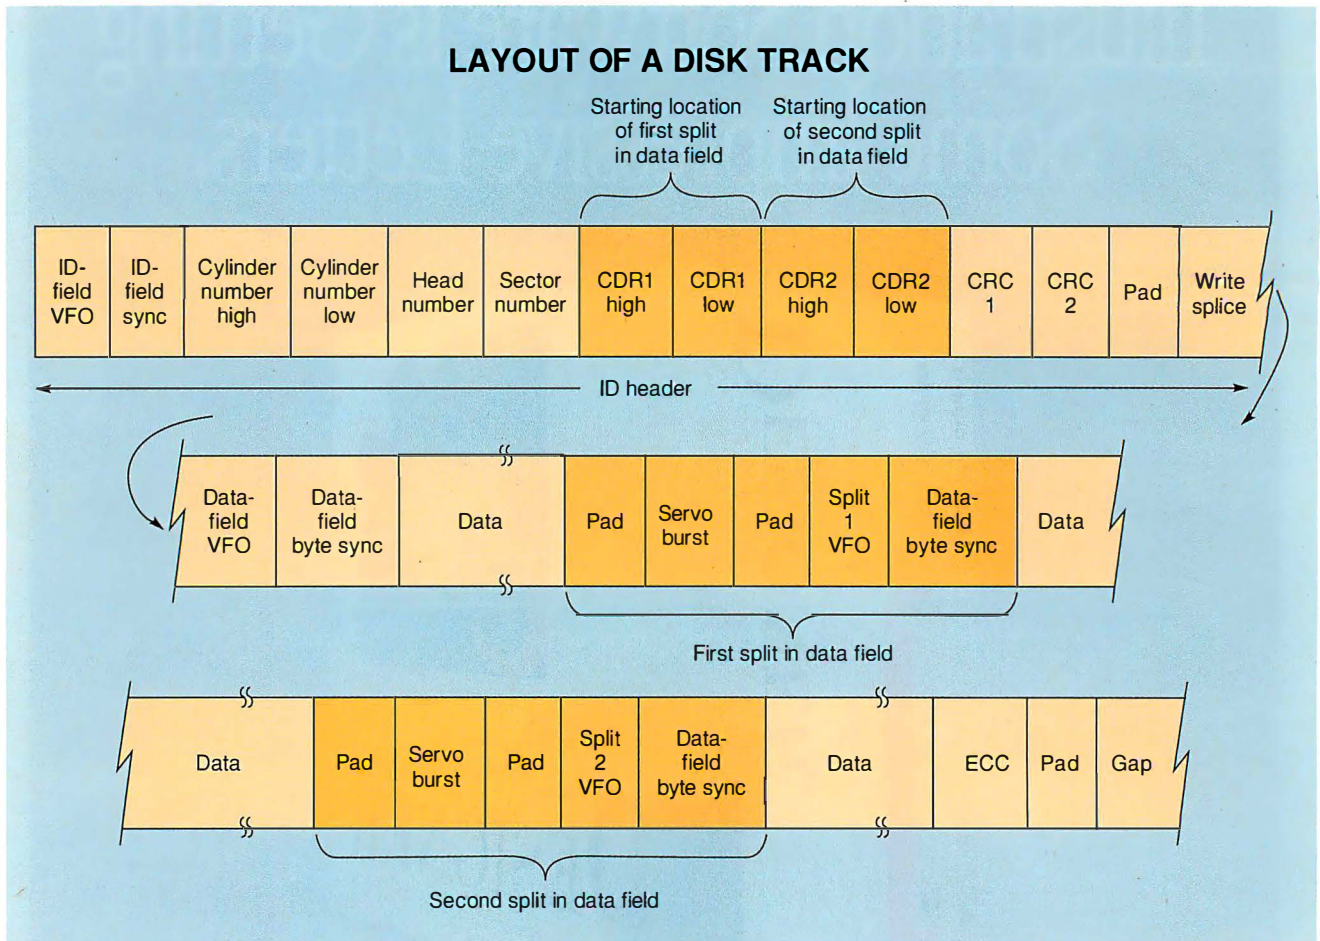 LAYOUT OF A DISK TRACK
Starting location
of first split
in data field
Starting location
of second split
in data field
ID-
field
VFO
ID-
field
sync
Cylinder
number
high
Cylinder
number
low
Head
number
Sector
number
CDR1
high
CDR1
low
CDR2
high
CDR2
low
CRC
1
CRC
2
Pad
Write
splice
ID header
Data-
field
VFO
Data-
field
byte sync
Data
Pad
Servo
burst
Pad
Split
1
VFO
Data-
field
byte sync
Data
First split in data field
Data
Pad
Servo
burst
Pad
Split
2
VFO
Data-
field
byte sync
Data
ECC
Pad
Gap
Second split in data field